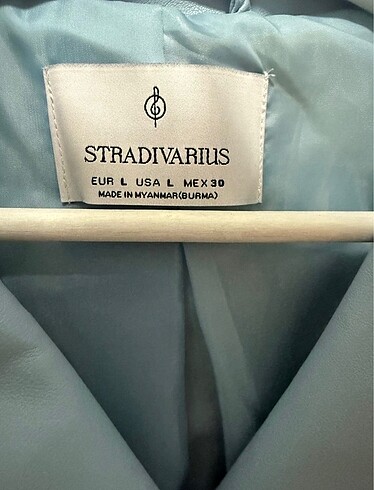 STRADIVARIUS
EUR L USA L MEX 30
MADE IN MYANMAR(BURMA)